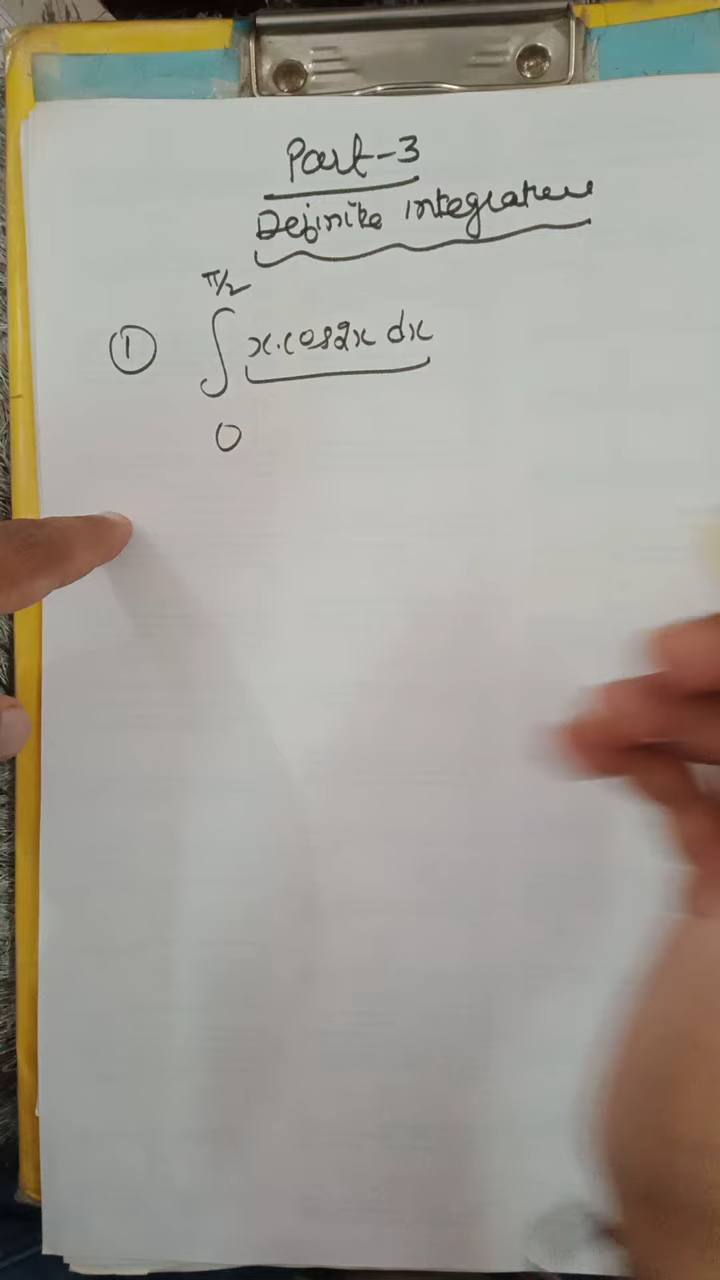 Part-3
Definite integration
π/2
① ∫ x.cos2x dx
0